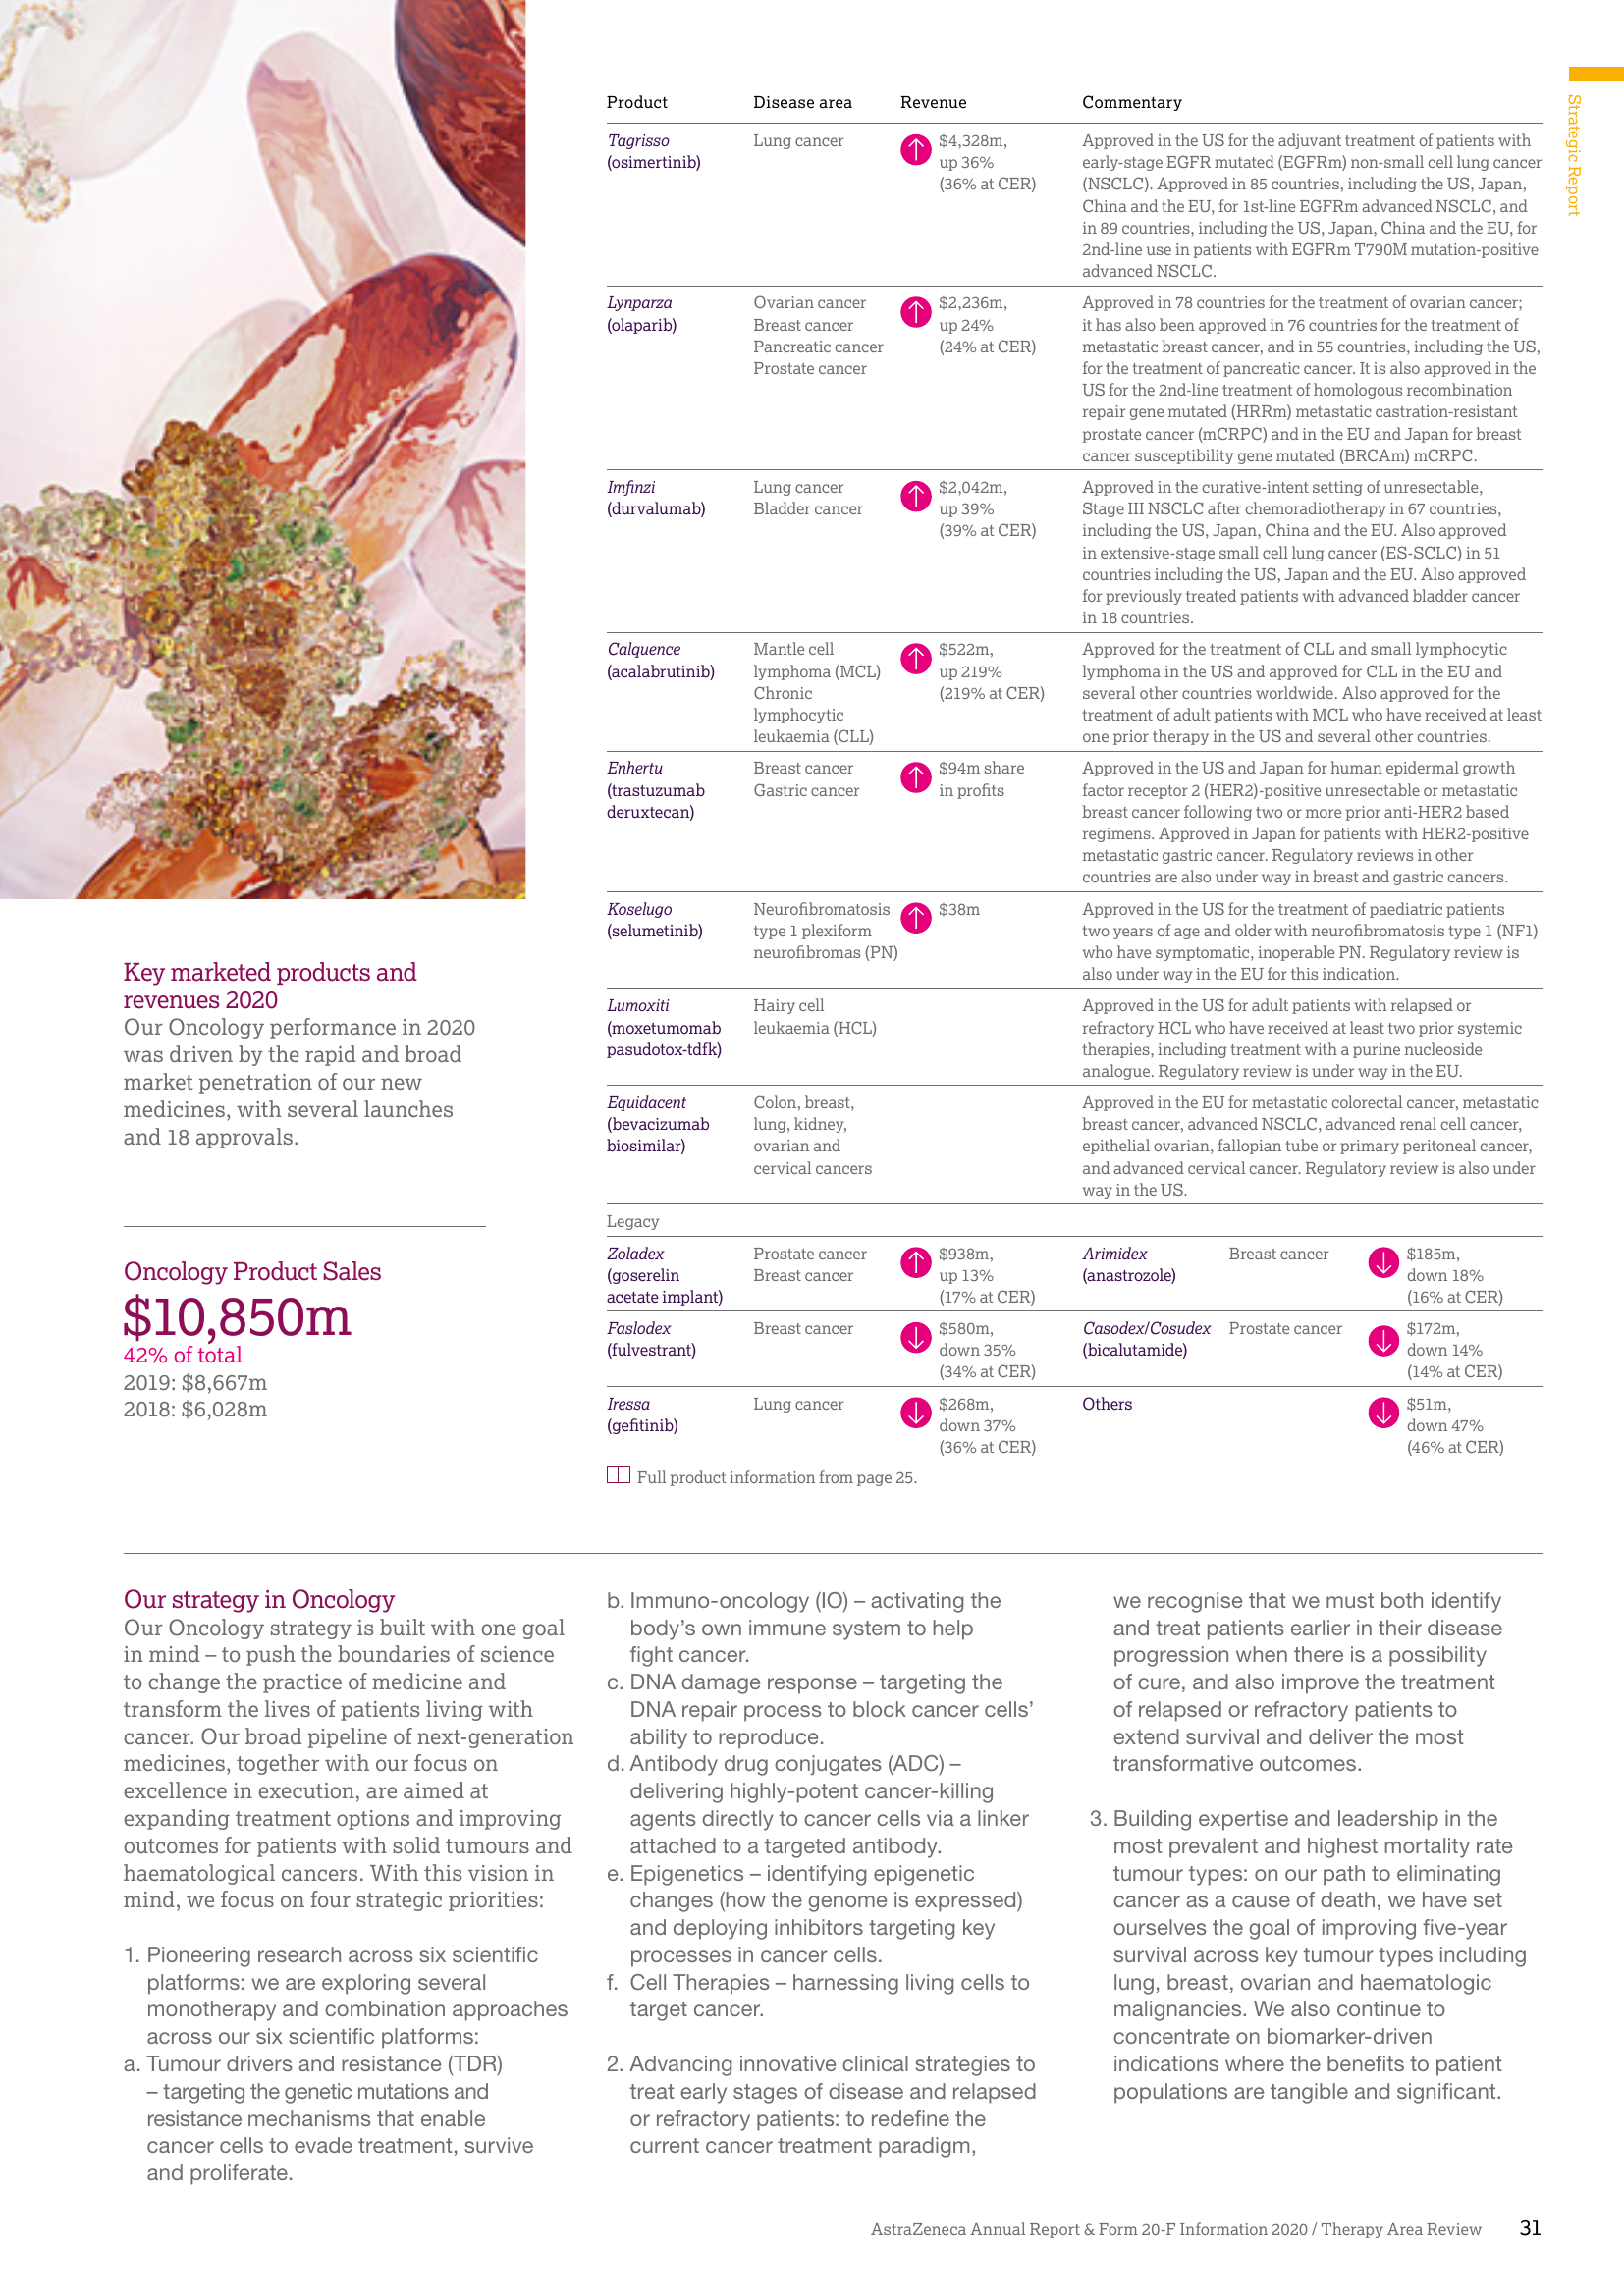 Strategic Report
Product Disease area Revenue Commentary
Tagrisso
(osimertinib)
Lung cancer
$4,328m,
up 36%
(36% at CER)
Approved in the US for the adjuvant treatment of patients with
early-stage EGFR mutated (EGFRm) non-small cell lung cancer
(NSCLC). Approved in 85 countries, including the US, Japan,
China and the EU, for 1st-line EGFRm advanced NSCLC, and
in 89 countries, including the US, Japan, China and the EU, for
2nd-line use in patients with EGFRm T790M mutation-positive
advanced NSCLC.
Lynparza
(olaparib)
Ovarian cancer
Breast cancer
Pancreatic cancer
Prostate cancer
$2,236m,
up 24%
(24% at CER)
Approved in 78 countries for the treatment of ovarian cancer;
it has also been approved in 76 countries for the treatment of
metastatic breast cancer, and in 55 countries, including the US,
for the treatment of pancreatic cancer. It is also approved in the
US for the 2nd-line treatment of homologous recombination
repair gene mutated (HRRm) metastatic castration-resistant
prostate cancer (mCRPC) and in the EU and Japan for breast
cancer susceptibility gene mutated (BRCAm) mCRPC.
Imfinzi
(durvalumab)
Lung cancer
Bladder cancer
$2,042m,
up 39%
(39% at CER)
Approved in the curative-intent setting of unresectable,
Stage III NSCLC after chemoradiotherapy in 67 countries,
including the US, Japan, China and the EU. Also approved
in extensive-stage small cell lung cancer (ES-SCLC) in 51
countries including the US, Japan and the EU. Also approved
for previously treated patients with advanced bladder cancer
in 18 countries.
Calquence
(acalabrutinib)
Mantle cell
lymphoma (MCL)
Chronic
lymphocytic
leukaemia (CLL)
$522m,
up 219%
(219% at CER)
Approved for the treatment of CLL and small lymphocytic
lymphoma in the US and approved for CLL in the EU and
several other countries worldwide. Also approved for the
treatment of adult patients with MCL who have received at least
one prior therapy in the US and several other countries.
Enhertu
(trastuzumab
deruxtecan)
Breast cancer
Gastric cancer
$94m share
in profits
Approved in the US and Japan for human epidermal growth
factor receptor 2 (HER2)-positive unresectable or metastatic
breast cancer following two or more prior anti-HER2 based
regimens. Approved in Japan for patients with HER2-positive
metastatic gastric cancer. Regulatory reviews in other
countries are also under way in breast and gastric cancers.
Koselugo
(selumetinib)
Neurofibromatosis
type 1 plexiform
neurofibromas (PN)
$38m
Approved in the US for the treatment of paediatric patients
two years of age and older with neurofibromatosis type 1 (NF1)
who have symptomatic, inoperable PN. Regulatory review is
also under way in the EU for this indication.
Lumoxiti
(moxetumomab
pasudotox-tdfk)
Hairy cell
leukaemia (HCL)
Approved in the US for adult patients with relapsed or
refractory HCL who have received at least two prior systemic
therapies, including treatment with a purine nucleoside
analogue. Regulatory review is under way in the EU.
Equidacent
(bevacizumab
biosimilar)
Colon, breast,
lung, kidney,
ovarian and
cervical cancers
Approved in the EU for metastatic colorectal cancer, metastatic
breast cancer, advanced NSCLC, advanced renal cell cancer,
epithelial ovarian, fallopian tube or primary peritoneal cancer,
and advanced cervical cancer. Regulatory review is also under
way in the US.
Legacy
Zoladex
(goserelin
acetate implant)
Prostate cancer
Breast cancer
$938m,
up 13%
(17% at CER)
Arimidex
(anastrozole)
Breast cancer
$185m,
down 18%
(16% at CER)
Faslodex
(fulvestrant)
Breast cancer
$580m,
down 35%
(34% at CER)
Casodex/Cosudex
(bicalutamide)
Prostate cancer
$172m,
down 14%
(14% at CER)
Iressa
(gefitinib)
Lung cancer
$268m,
down 37%
(36% at CER)
Others
$51m,
down 47%
(46% at CER)
Full product information from page 25.
Key marketed products and
revenues 2020
Our Oncology performance in 2020
was driven by the rapid and broad
market penetration of our new
medicines, with several launches
and 18 approvals.
Oncology Product Sales
$10,850m
42% of total
2019: $8,667m
2018: $6,028m
Our strategy in Oncology
Our Oncology strategy is built with one goal
in mind – to push the boundaries of science
to change the practice of medicine and
transform the lives of patients living with
cancer. Our broad pipeline of next-generation
medicines, together with our focus on
excellence in execution, are aimed at
expanding treatment options and improving
outcomes for patients with solid tumours and
haematological cancers. With this vision in
mind, we focus on four strategic priorities:
1. Pioneering research across six scientific
platforms: we are exploring several
monotherapy and combination approaches
across our six scientific platforms:
a. Tumour drivers and resistance (TDR)
– targeting the genetic mutations and
resistance mechanisms that enable
cancer cells to evade treatment, survive
and proliferate.
b. Immuno-oncology (IO) – activating the
body's own immune system to help
fight cancer.
c. DNA damage response – targeting the
DNA repair process to block cancer cells'
ability to reproduce.
d. Antibody drug conjugates (ADC) –
delivering highly-potent cancer-killing
agents directly to cancer cells via a linker
attached to a targeted antibody.
e. Epigenetics – identifying epigenetic
changes (how the genome is expressed)
and deploying inhibitors targeting key
processes in cancer cells.
f. Cell Therapies – harnessing living cells to
target cancer.
2. Advancing innovative clinical strategies to
treat early stages of disease and relapsed
or refractory patients: to redefine the
current cancer treatment paradigm,
we recognise that we must both identify
and treat patients earlier in their disease
progression when there is a possibility
of cure, and also improve the treatment
of relapsed or refractory patients to
extend survival and deliver the most
transformative outcomes.
3. Building expertise and leadership in the
most prevalent and highest mortality rate
tumour types: on our path to eliminating
cancer as a cause of death, we have set
ourselves the goal of improving five-year
survival across key tumour types including
lung, breast, ovarian and haematologic
malignancies. We also continue to
concentrate on biomarker-driven
indications where the benefits to patient
populations are tangible and significant.
AstraZeneca Annual Report & Form 20-F Information 2020 / Therapy Area Review 31